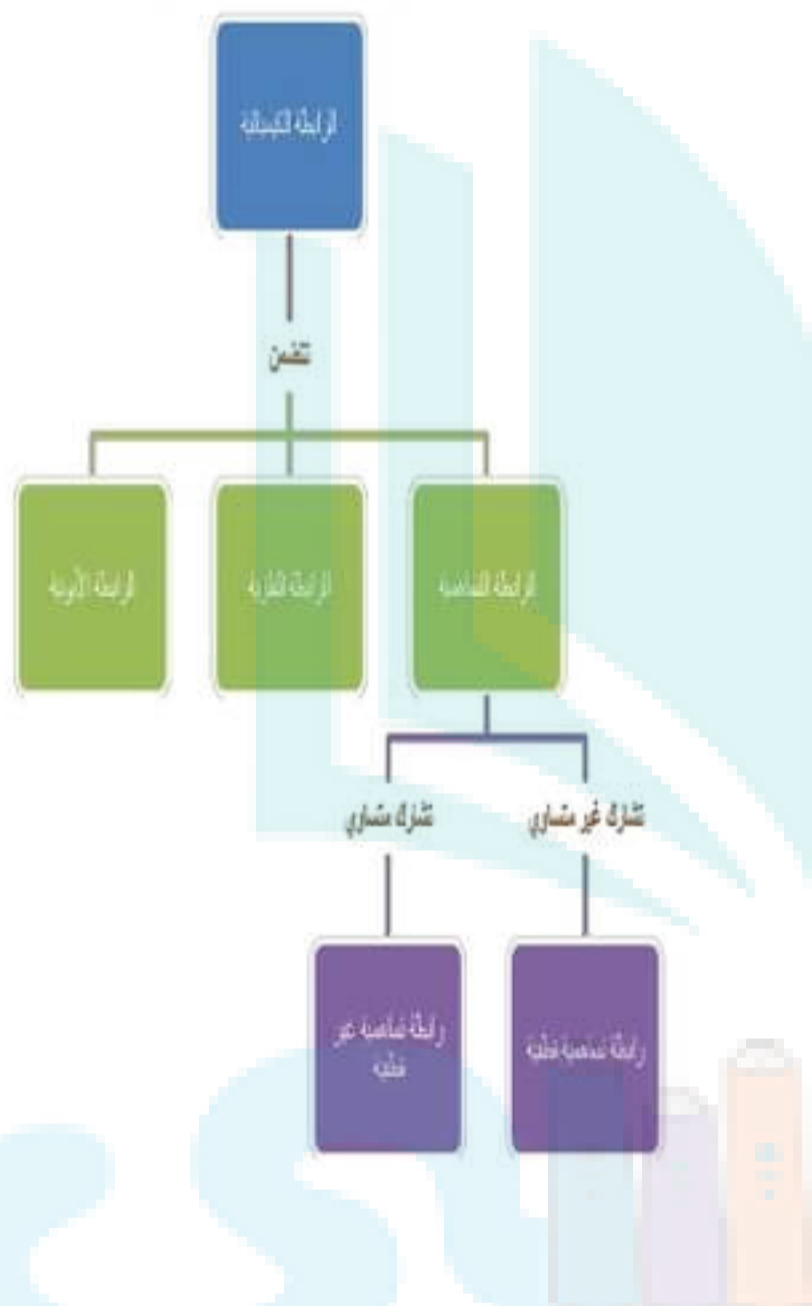 الرابطة الكيميائية
تتضمن
الرابطة التساهمية
الرابطة الفلزية
الرابطة الأيونية
تشارك غير متساوي
تشارك متساوي
رابطة تساهمية قطبية
رابطة تساهمية غير
قطبية